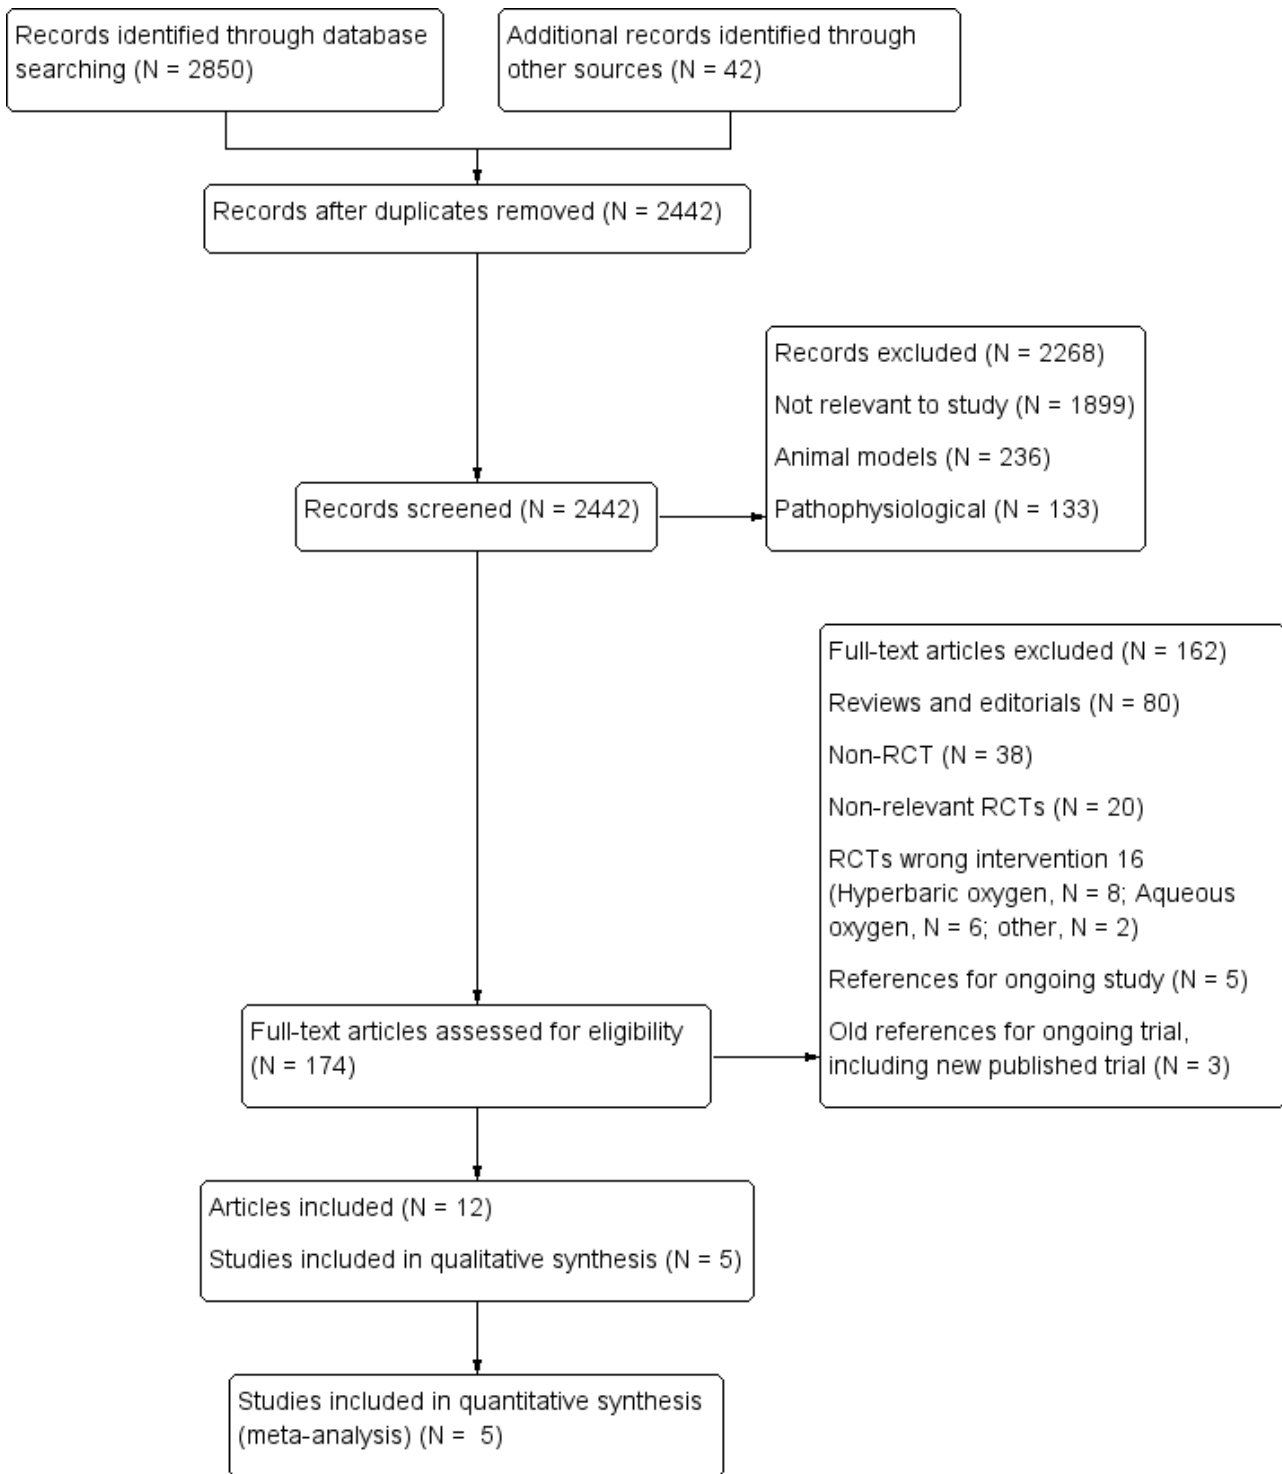 Records identified through database
searching (N = 2850)
Additional records identified through
other sources (N = 42)
Records after duplicates removed (N = 2442)
Records excluded (N = 2268)
Not relevant to study (N = 1899)
Animal models (N = 236)
Pathophysiological (N = 133)
Records screened (N = 2442)
Full-text articles excluded (N = 162)
Reviews and editorials (N = 80)
Non-RCT (N = 38)
Non-relevant RCTs (N = 20)
RCTs wrong intervention 16
(Hyperbaric oxygen, N = 8; Aqueous
oxygen, N = 6; other, N = 2)
References for ongoing study (N = 5)
Old references for ongoing trial,
including new published trial (N = 3)
Full-text articles assessed for eligibility
(N = 174)
Articles included (N = 12)
Studies included in qualitative synthesis (N = 5)
Studies included in quantitative synthesis
(meta-analysis) (N =  5)